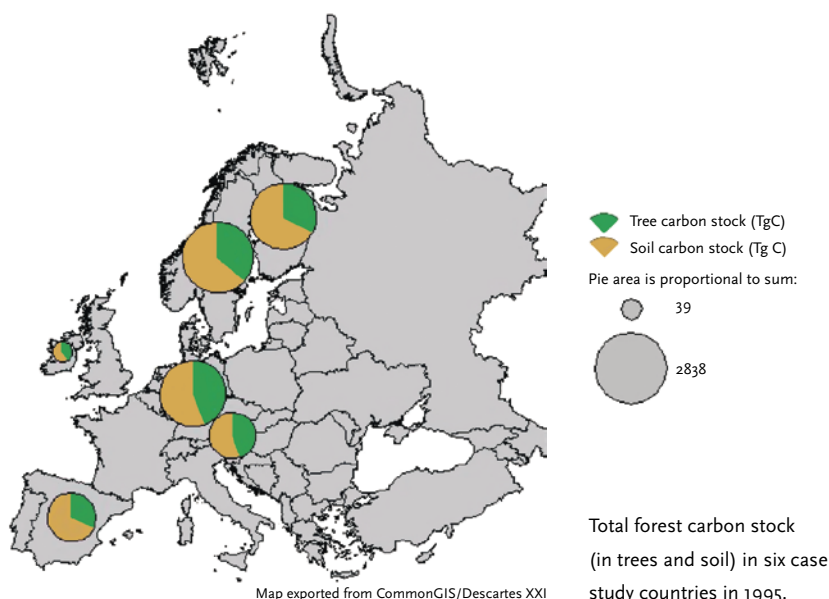 Tree carbon stock (TgC)
Soil carbon stock (Tg C)
Pie area is proportional to sum:
39
2838
Total forest carbon stock
(in trees and soil) in six case
study countries in 1995.
Map exported from CommonGIS/Descartes XXI